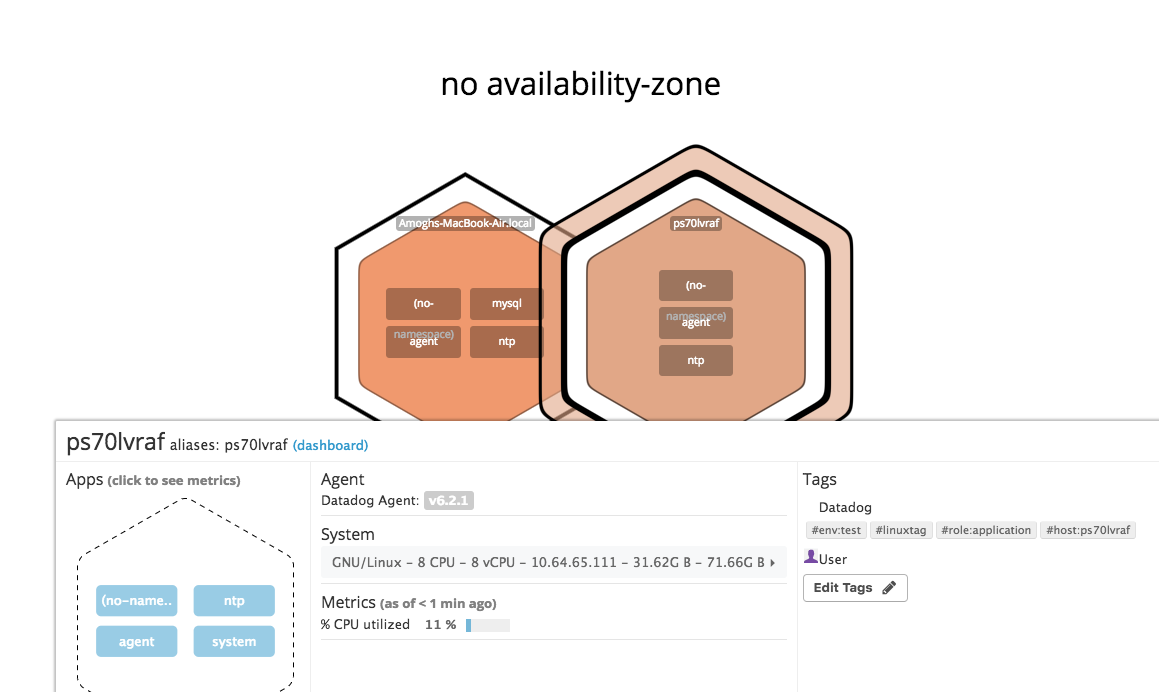 no availability-zone
Amoghs-MacBook-Air.local
ps70lvraf
(no-
namespace)
mysql
agent
ntp
(no-
namespace)
agent
ntp
ps70lvraf aliases: ps70lvraf (dashboard)
Apps (click to see metrics)
(no-name..
ntp
agent
system
Agent
Datadog Agent: v6.2.1
System
GNU/Linux - 8 CPU - 8 vCPU - 10.64.65.111 - 31.62G B - 71.66G B
Metrics (as of < 1 min ago)
% CPU utilized 11 %
Tags
Datadog
#env:test #linuxtag #role:application #host:ps70lvraf
User
Edit Tags